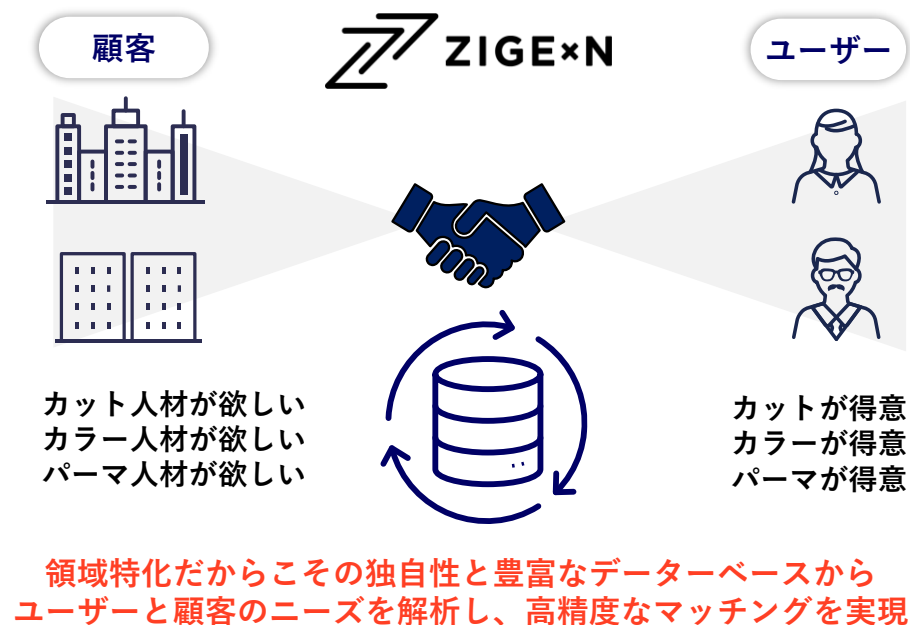 顧客
ZIGExN
ユーザー
カット人材が欲しい
カラー人材が欲しい
パーマ人材が欲しい
カットが得意
カラーが得意
パーマが得意
領域特化だからこその独自性と豊富なデーターベースから
ユーザーと顧客のニーズを解析し、高精度なマッチングを実現